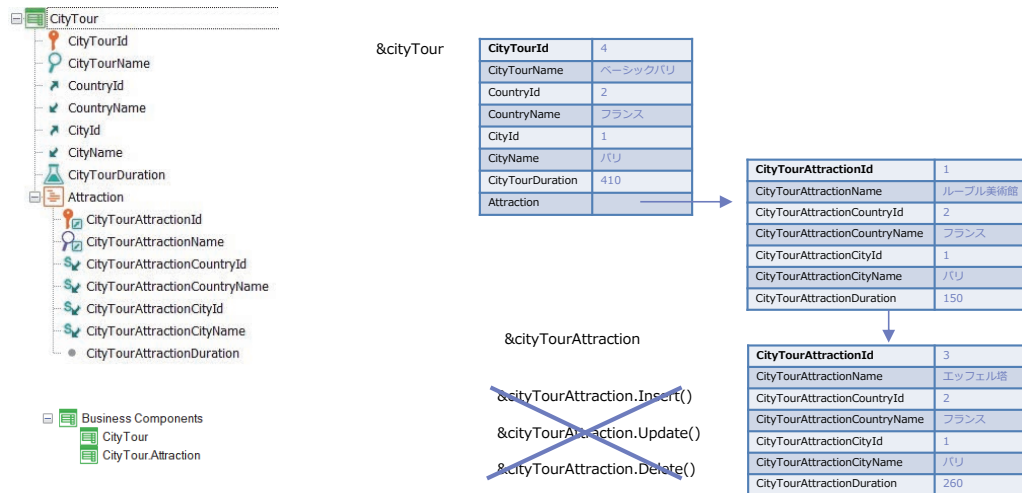 CityTour
CityTourId
CityTourName
CountryId
CountryName
CityId
CityName
CityTourDuration
Attraction
CityTourAttractionId
CityTourAttractionName
CityTourAttractionCountryId
CityTourAttractionCountryName
CityTourAttractionCityId
CityTourAttractionCityName
CityTourAttractionDuration
Business Components
CityTour
CityTour.Attraction
&cityTour
CityTourId 4
CityTourName ベーシックパリ
CountryId 2
CountryName フランス
CityId 1
CityName パリ
CityTourDuration 410
Attraction
CityTourAttractionId 1
CityTourAttractionName ルーブル美術館
CityTourAttractionCountryId 2
CityTourAttractionCountryName フランス
CityTourAttractionCityId 1
CityTourAttractionCityName パリ
CityTourAttractionDuration 150
&cityTourAttraction
&cityTourAttraction.Insert()
&cityTourAttraction.Update()
&cityTourAttraction.Delete()
CityTourAttractionId 3
CityTourAttractionName エッフェル塔
CityTourAttractionCountryId 2
CityTourAttractionCountryName フランス
CityTourAttractionCityId 1
CityTourAttractionCityName パリ
CityTourAttractionDuration 260